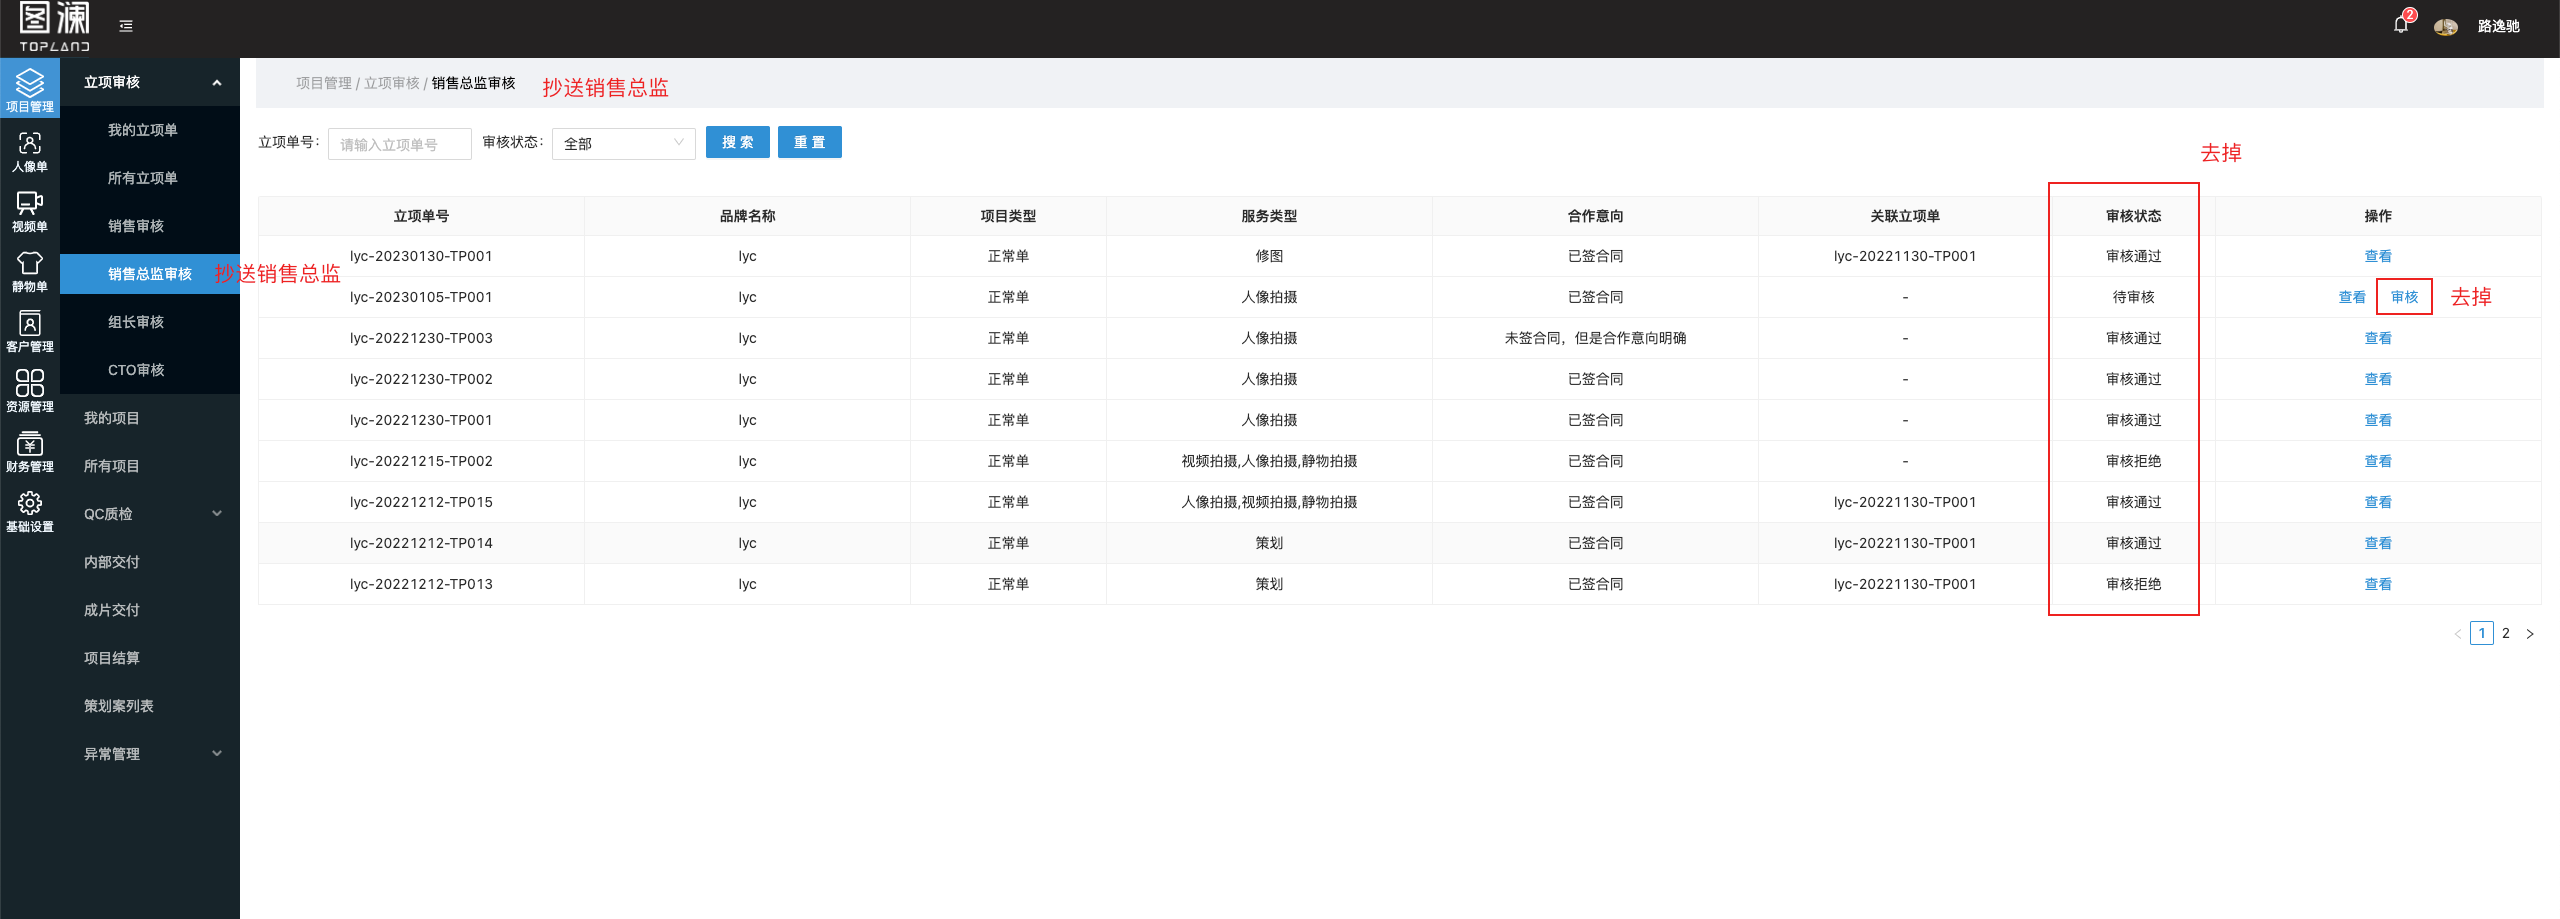 图澜
TOPLAND
2
路逸驰
项目管理
人像单
视频单
静物单
客户管理
资源管理
财务管理
基础设置
立项审核
我的立项单
所有立项单
销售审核
销售总监审核 抄送销售总监
组长审核
CTO审核
我的项目
所有项目
QC质检
内部交付
成片交付
项目结算
策划案列表
异常管理
项目管理 / 立项审核 / 销售总监审核 抄送销售总监
立项单号: 请输入立项单号 审核状态: 全部 搜 索 重 置
去掉
立项单号 品牌名称 项目类型 服务类型 合作意向 关联立项单 审核状态 操作
lyc-20230130-TP001 lyc 正常单 修图 已签合同 lyc-20221130-TP001 审核通过 查看
lyc-20230105-TP001 lyc 正常单 人像拍摄 已签合同 - 待审核 查看 审核 去掉
lyc-20221230-TP003 lyc 正常单 人像拍摄 未签合同，但是合作意向明确 - 审核通过 查看
lyc-20221230-TP002 lyc 正常单 人像拍摄 已签合同 - 审核通过 查看
lyc-20221230-TP001 lyc 正常单 人像拍摄 已签合同 - 审核通过 查看
lyc-20221215-TP002 lyc 正常单 视频拍摄,人像拍摄,静物拍摄 已签合同 - 审核拒绝 查看
lyc-20221212-TP015 lyc 正常单 人像拍摄,视频拍摄,静物拍摄 已签合同 lyc-20221130-TP001 审核通过 查看
lyc-20221212-TP014 lyc 正常单 策划 已签合同 lyc-20221130-TP001 审核通过 查看
lyc-20221212-TP013 lyc 正常单 策划 已签合同 lyc-20221130-TP001 审核拒绝 查看
< 1 2 >